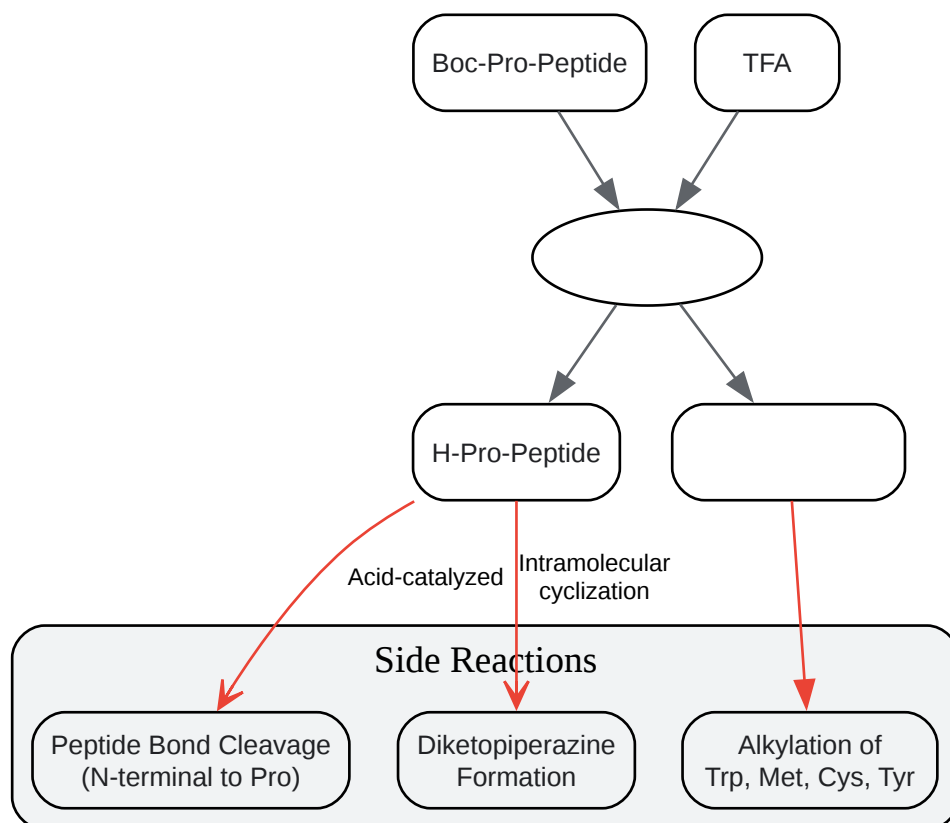 Boc-Pro-Peptide
TFA
H-Pro-Peptide
Acid-catalyzed
Intramolecular
cyclization
Side Reactions
Peptide Bond Cleavage
(N-terminal to Pro)
Diketopiperazine
Formation
Alkylation of
Trp, Met, Cys, Tyr